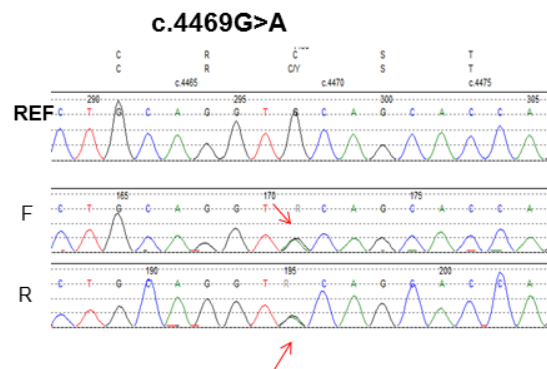 c.4469G>A
C R C S T
C R C/Y S T
c.4465 c.4470 c.4475
290 295 300 305
REF C T G C A G G T G C A G C A C C A
165 170 175
F C T G C A G G T R C A G C A C C A
190 195 200
R C T G C A G G T R C A G C A C C A